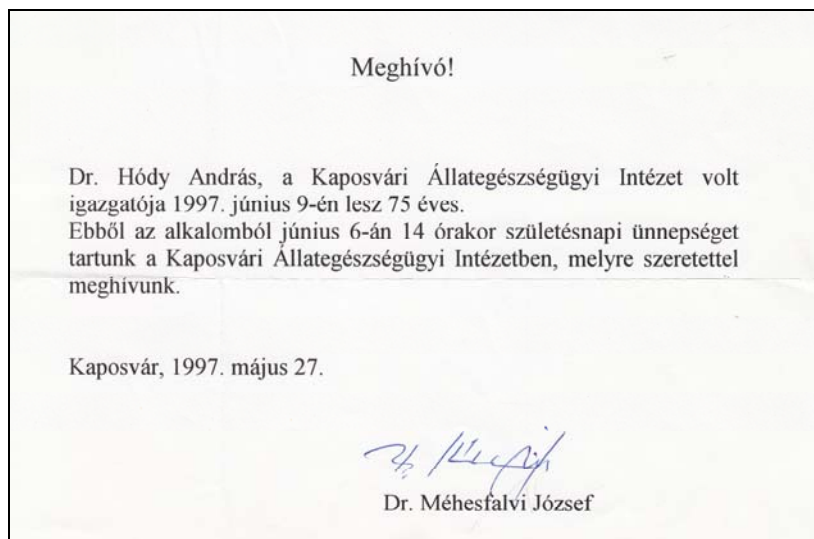 Meghívó!
Dr. Hódy András, a Kaposvári Állategészségügyi Intézet volt
igazgatója 1997. június 9-én lesz 75 éves.
Ebből az alkalomból június 6-án 14 órakor születésnapi ünnepséget
tartunk a Kaposvári Állategészségügyi Intézetben, melyre szeretettel
meghívunk.
Kaposvár, 1997. május 27.
Dr. Méhesfalvi József